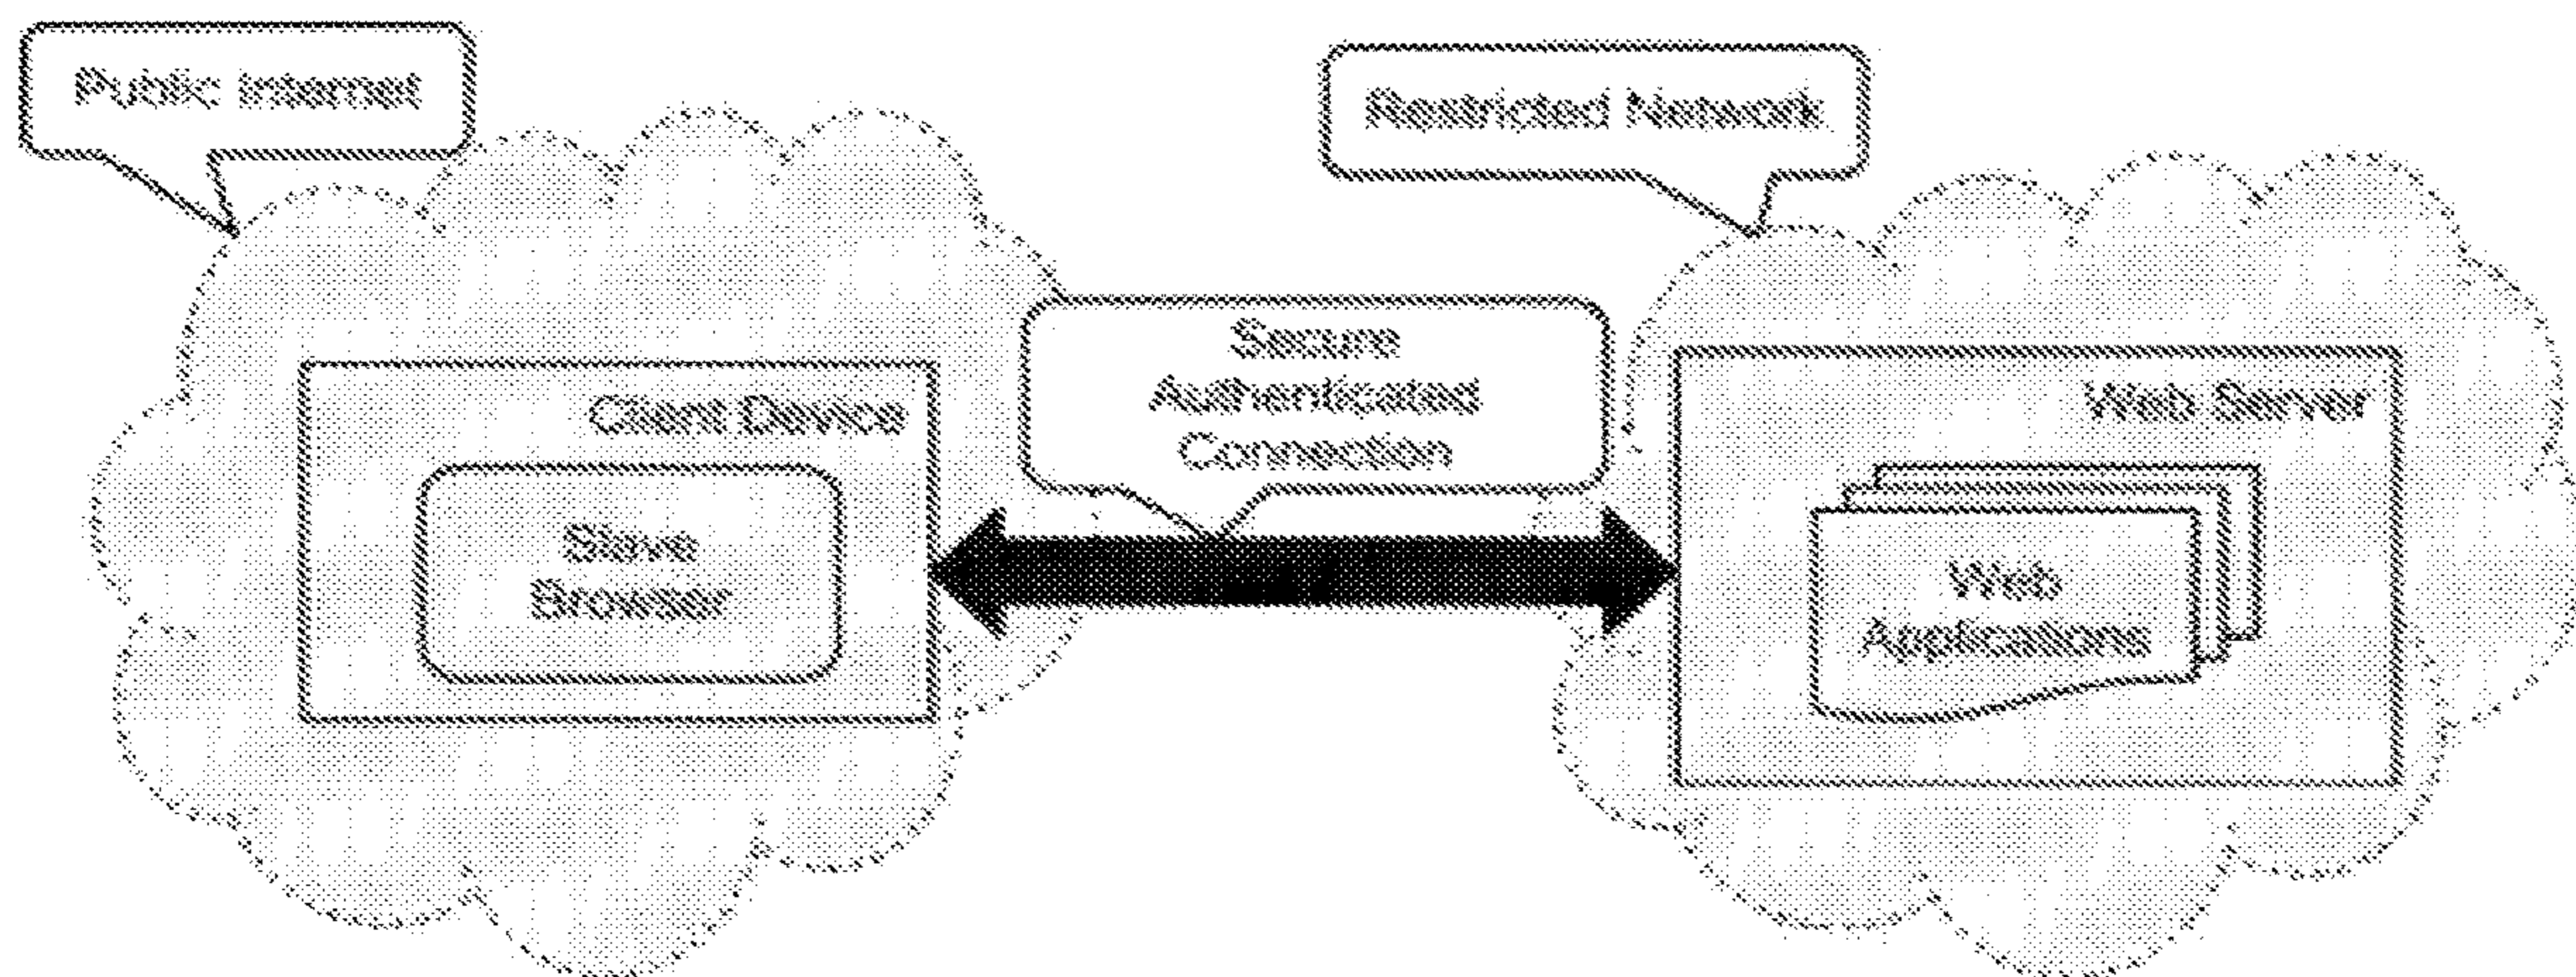 Public Internet
Restricted Network
Secure
Authenticated
Connection
Client Device
Slave
Browser
Web Server
Web
Applications